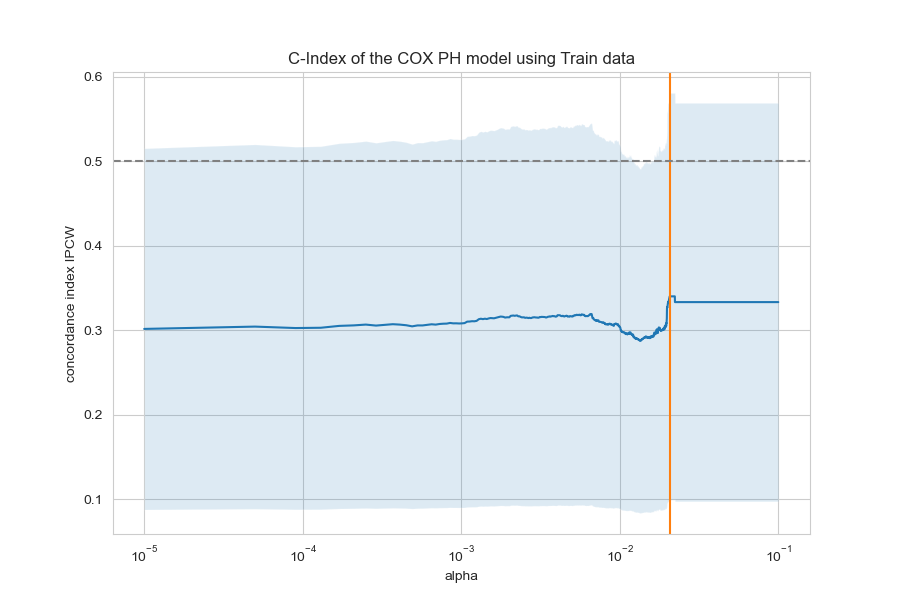 C-Index of the COX PH model using Train data
concordance index IPCW
0.6
0.5
0.4
0.3
0.2
0.1
10⁻⁵ 10⁻⁴ 10⁻³ 10⁻² 10⁻¹
alpha